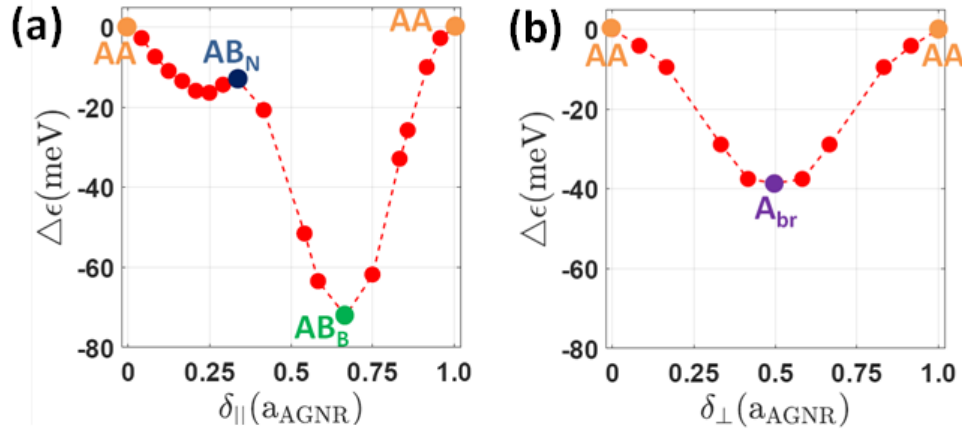 (a)
AA
AA
AB_N
AB_B
0
-20
-40
-60
-80
△ϵ(meV)
0 0.25 0.5 0.75 1.0
δ_||(a_AGNR)
(b)
AA
AA
A_br
0
-20
-40
-60
-80
△ϵ(meV)
0 0.25 0.5 0.75 1.0
δ_⊥(a_AGNR)